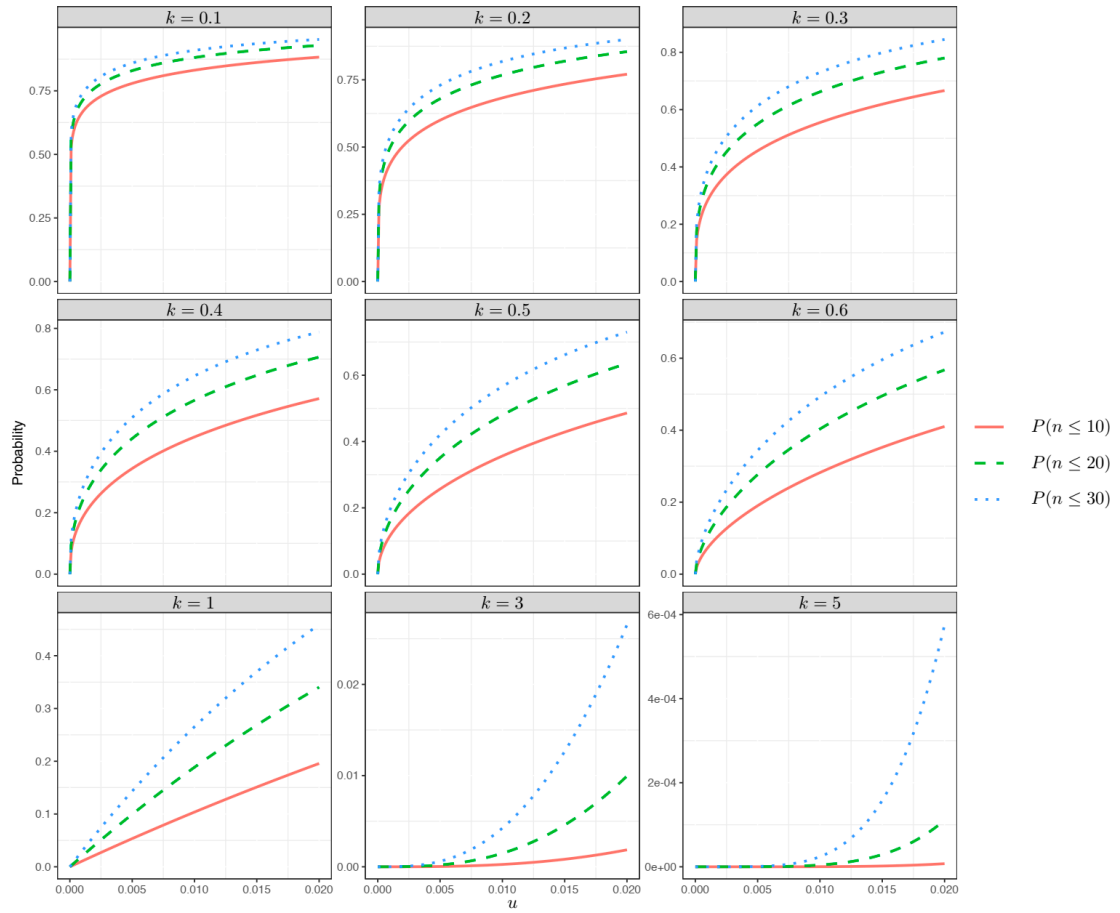 k = 0.1
k = 0.2
k = 0.3
0.75
0.50
0.25
0.00
0.75
0.50
0.25
0.00
0.8
0.6
0.4
0.2
0.0
k = 0.4
k = 0.5
k = 0.6
0.8
0.6
0.4
0.2
0.0
0.6
0.4
0.2
0.0
0.6
0.4
0.2
0.0
Probability
P(n ≤ 10)
P(n ≤ 20)
P(n ≤ 30)
k = 1
k = 3
k = 5
0.4
0.3
0.2
0.1
0.0
0.02
0.01
0.00
6e-04
4e-04
2e-04
0e+00
0.000 0.005 0.010 0.015 0.020
0.000 0.005 0.010 0.015 0.020
0.000 0.005 0.010 0.015 0.020
u